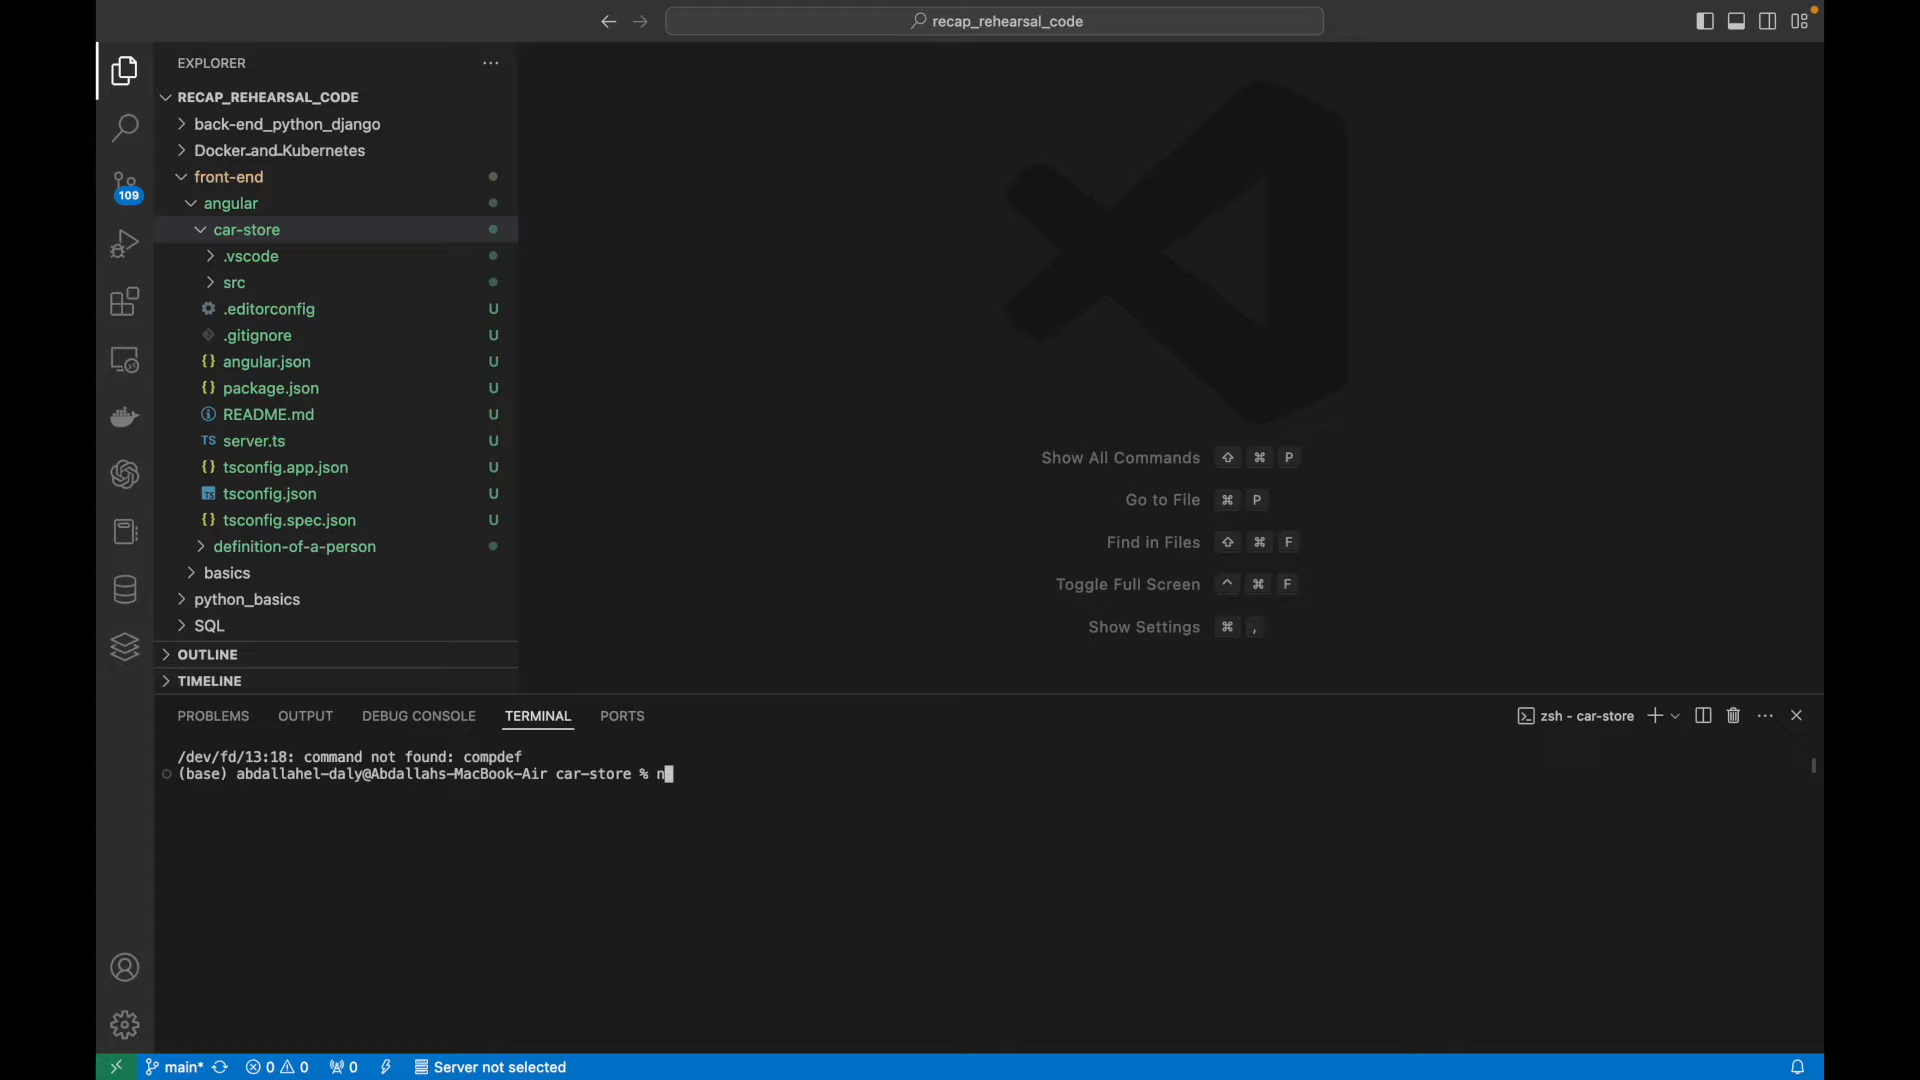 recap_rehearsal_code
EXPLORER
RECAP_REHEARSAL_CODE
back-end_python_django
Docker_and_Kubernetes
front-end
angular
car-store
.vscode
src
.editorconfig U
.gitignore U
{} angular.json U
{} package.json U
README.md U
TS server.ts U
{} tsconfig.app.json U
TS tsconfig.json U
{} tsconfig.spec.json U
definition-of-a-person
basics
python_basics
SQL
OUTLINE
TIMELINE
109
Show All Commands ⇧ ⌘ P
Go to File ⌘ P
Find in Files ⇧ ⌘ F
Toggle Full Screen ^ ⌘ F
Show Settings ⌘ ,
PROBLEMS OUTPUT DEBUG CONSOLE TERMINAL PORTS zsh - car-store
/dev/fd/13:18: command not found: compdef
(base) abdallahel-daly@Abdallahs-MacBook-Air car-store % n
main* 0 0 0 Server not selected